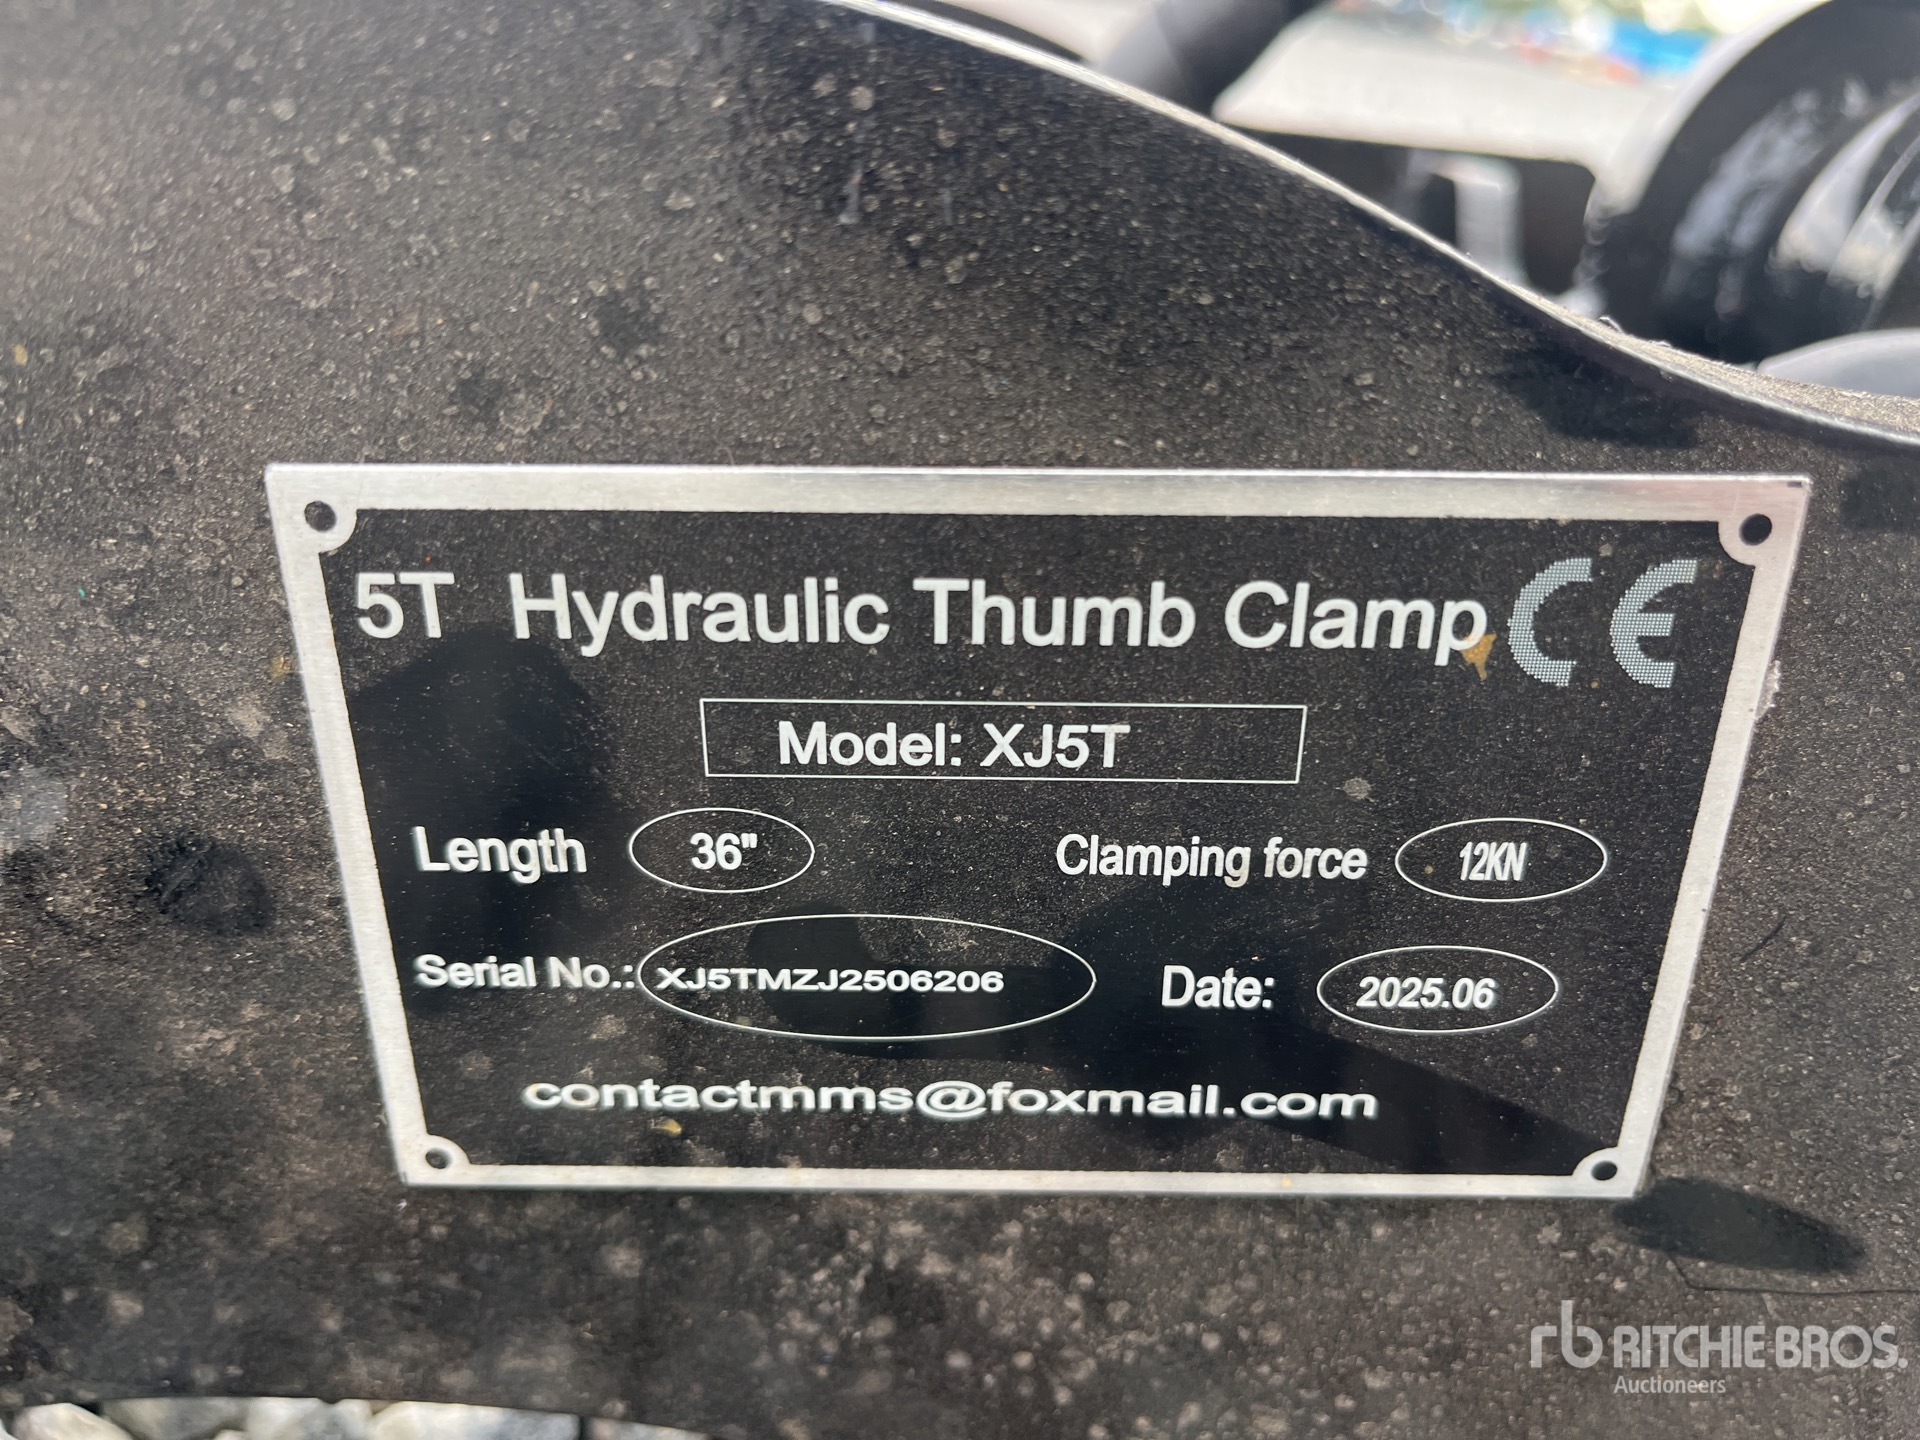 5T Hydraulic Thumb Clamp CE
Model: XJ5T
Length 36" Clamping force 12KN
Serial No.: XJ5TMZJ2506206 Date: 2025.06
contactmms@foxmail.com
rb RITCHIE BROS.
Auctioneers